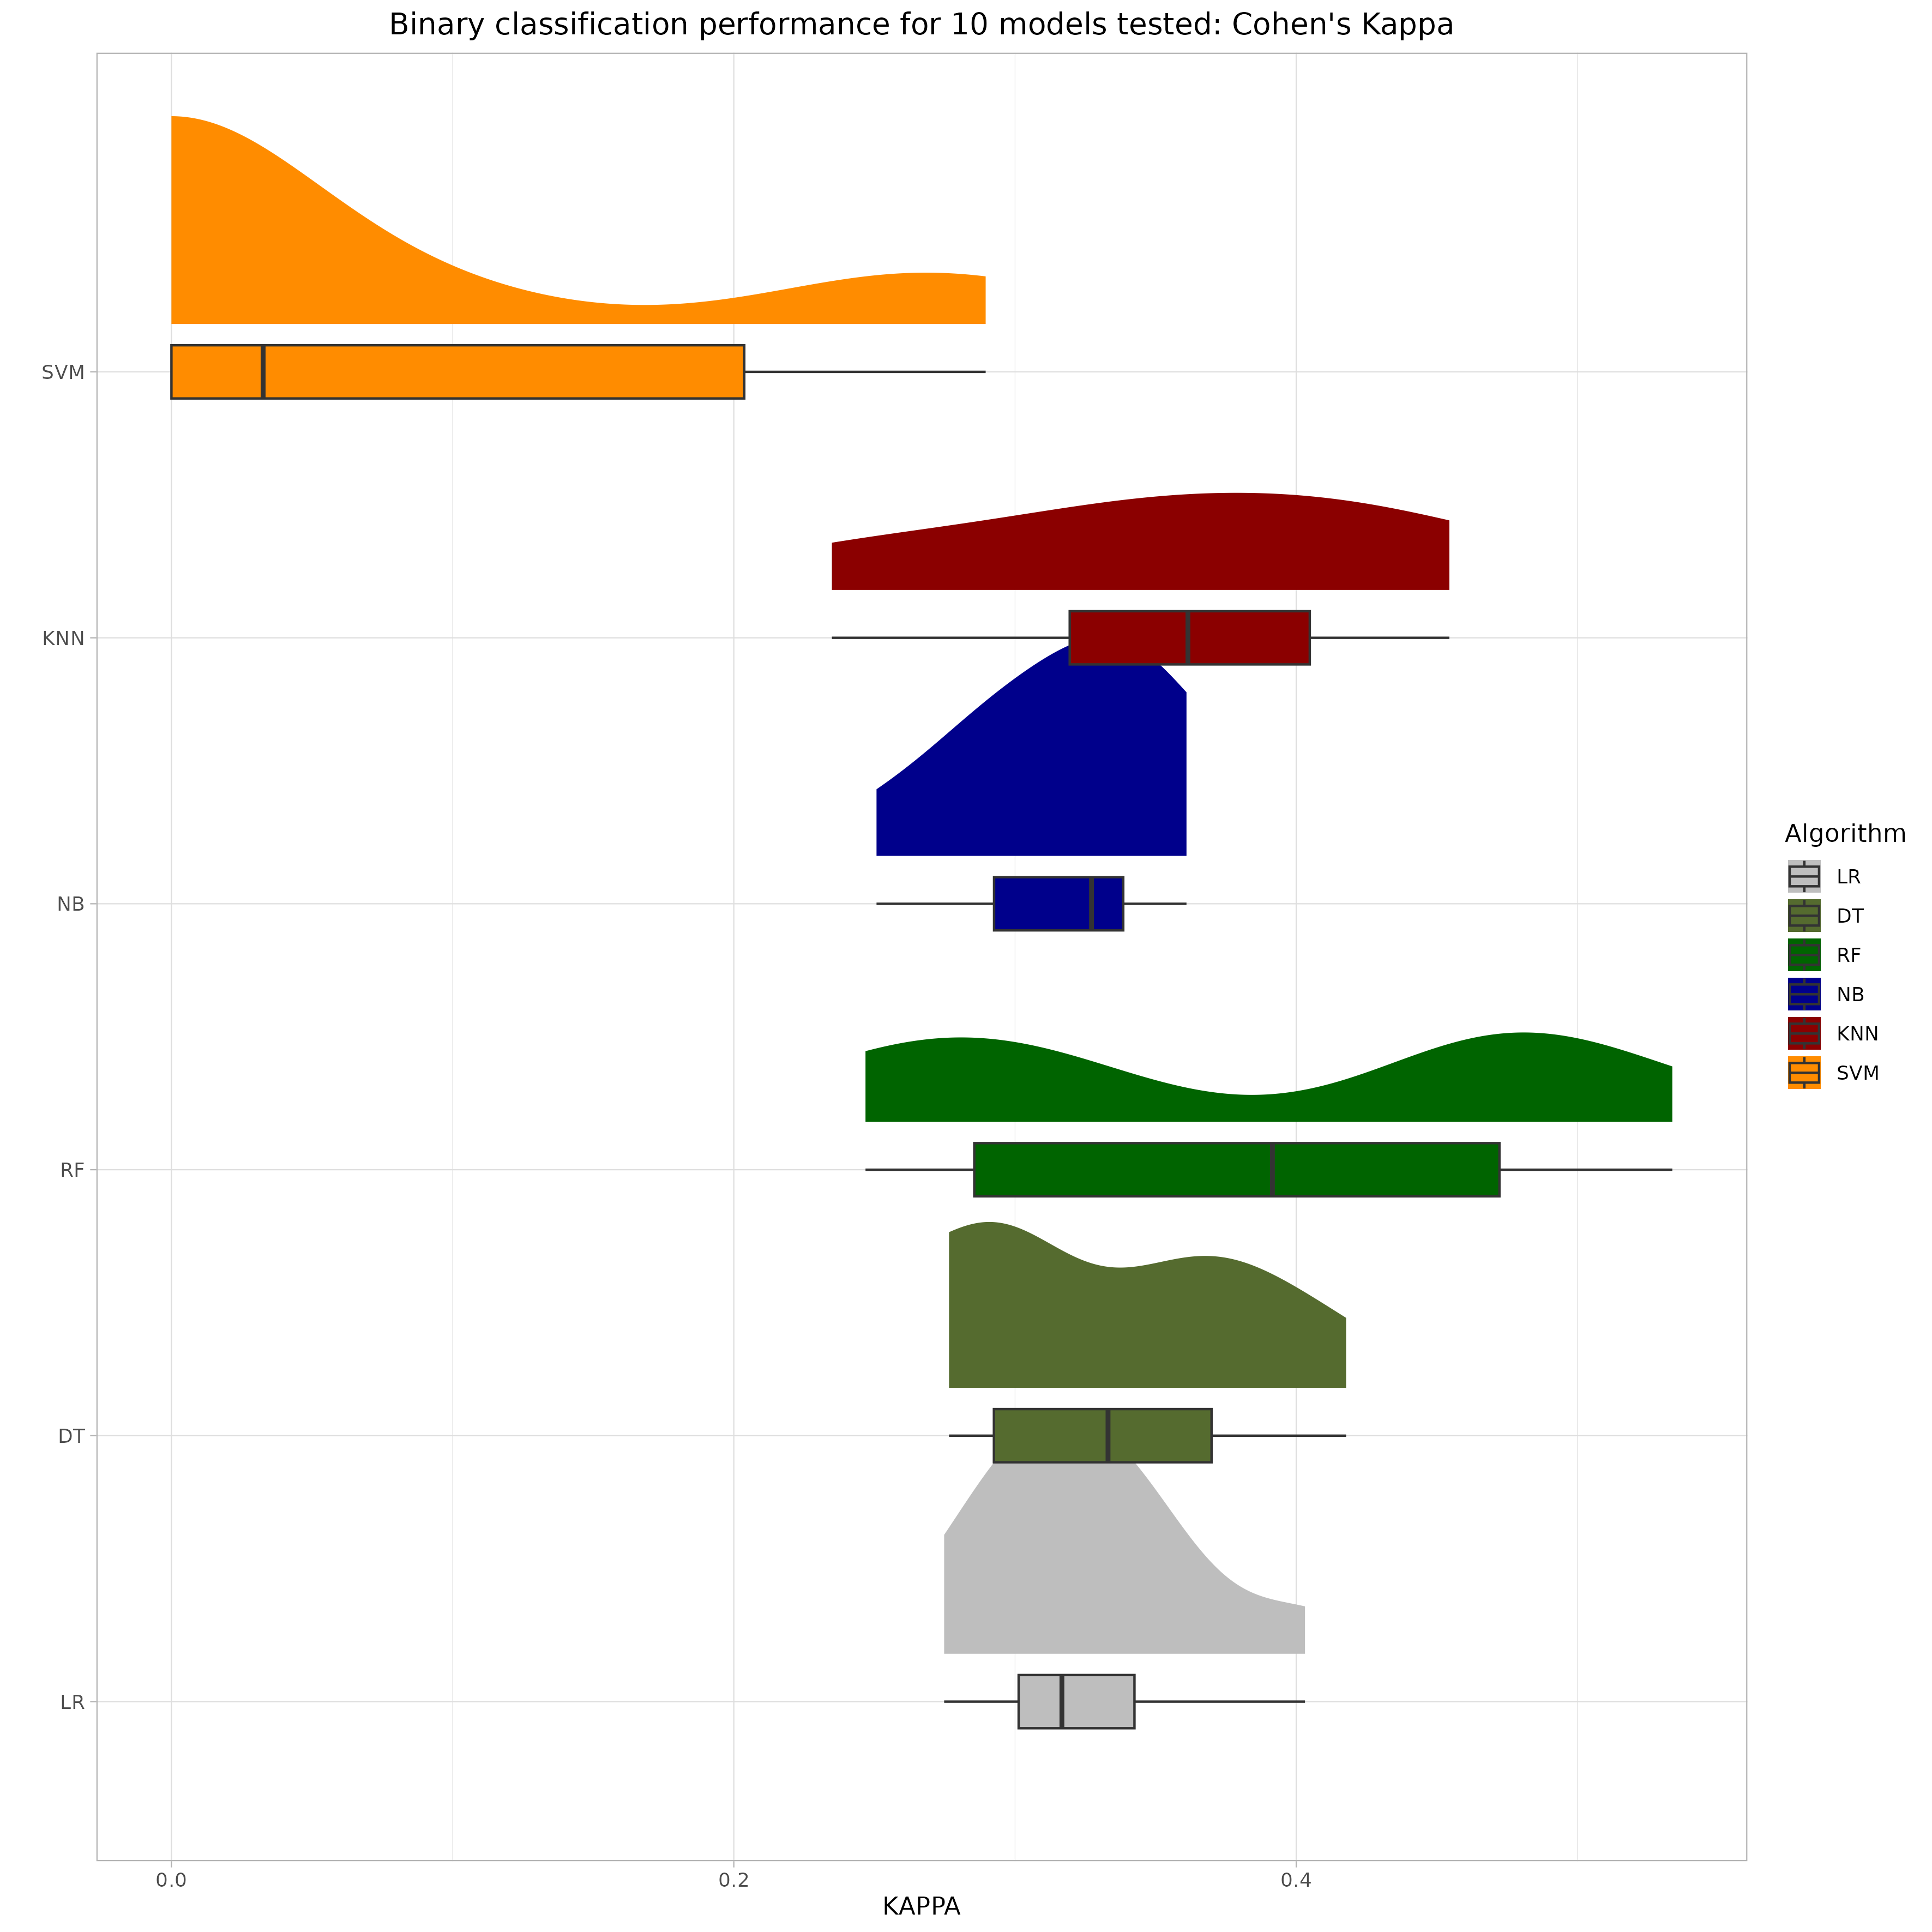 Binary classification performance for 10 models tested: Cohen's Kappa
SVM
KNN
NB
RF
DT
LR
0.0
0.2
0.4
KAPPA
Algorithm
LR
DT
RF
NB
KNN
SVM